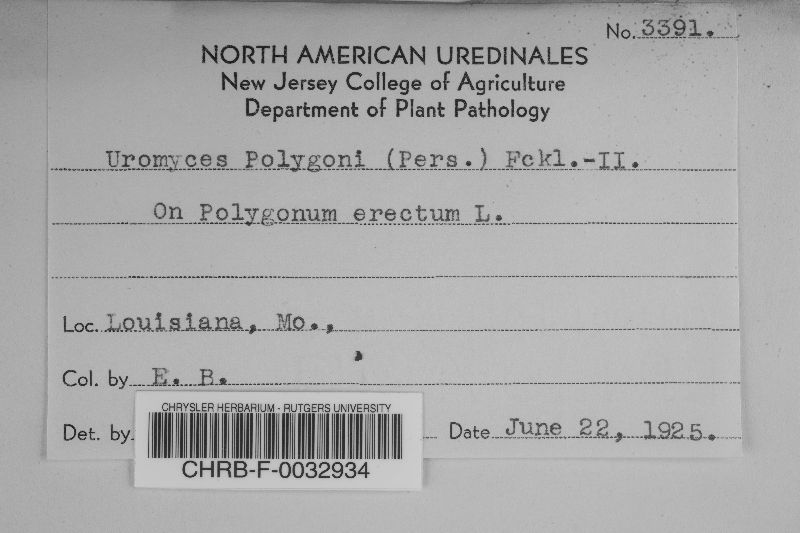 No. 3391.
NORTH AMERICAN UREDINALES
New Jersey College of Agriculture
Department of Plant Pathology
Uromyces Polygoni (Pers.) Fckl.-II.
On Polygonum erectum L.
Loc. Louisiana, Mo.,
Col. by E. B.
CHRYSLER HERBARIUM - RUTGERS UNIVERSITY
Det. by Date June 22, 1925.
CHRB-F-0032934